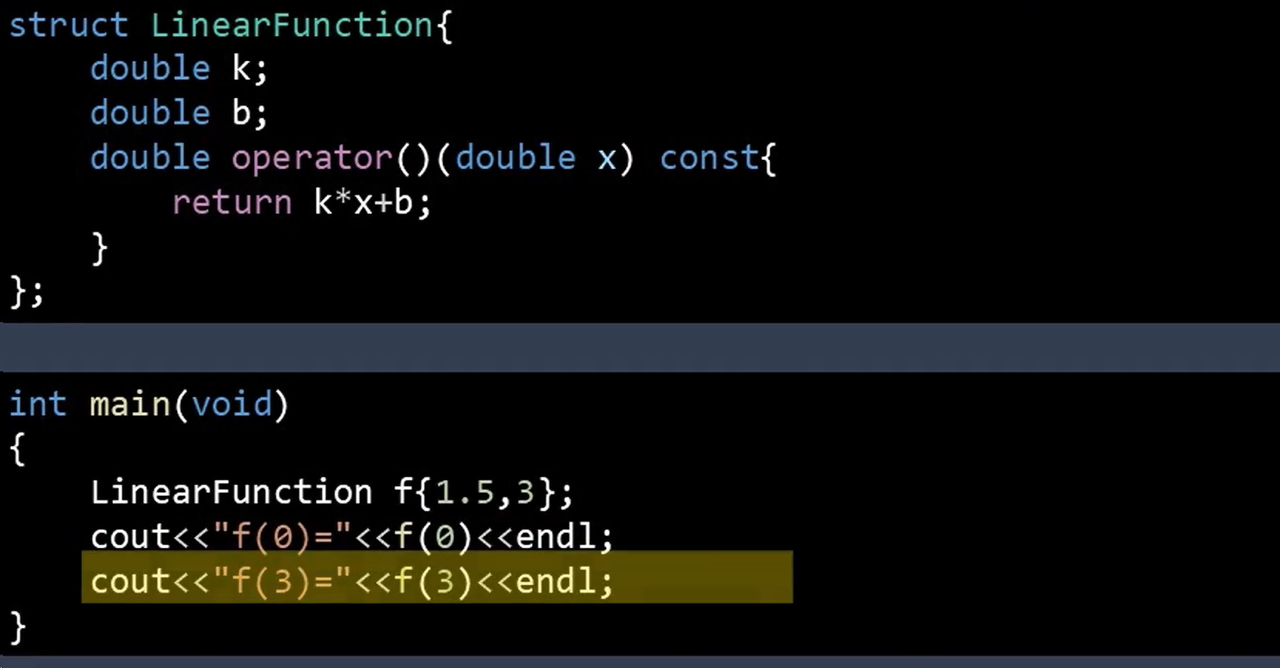 struct LinearFunction{
    double k;
    double b;
    double operator()(double x) const{
        return k*x+b;
    }
};
int main(void)
{
    LinearFunction f{1.5,3};
    cout<<"f(0)="<<f(0)<<endl;
    cout<<"f(3)="<<f(3)<<endl;
}